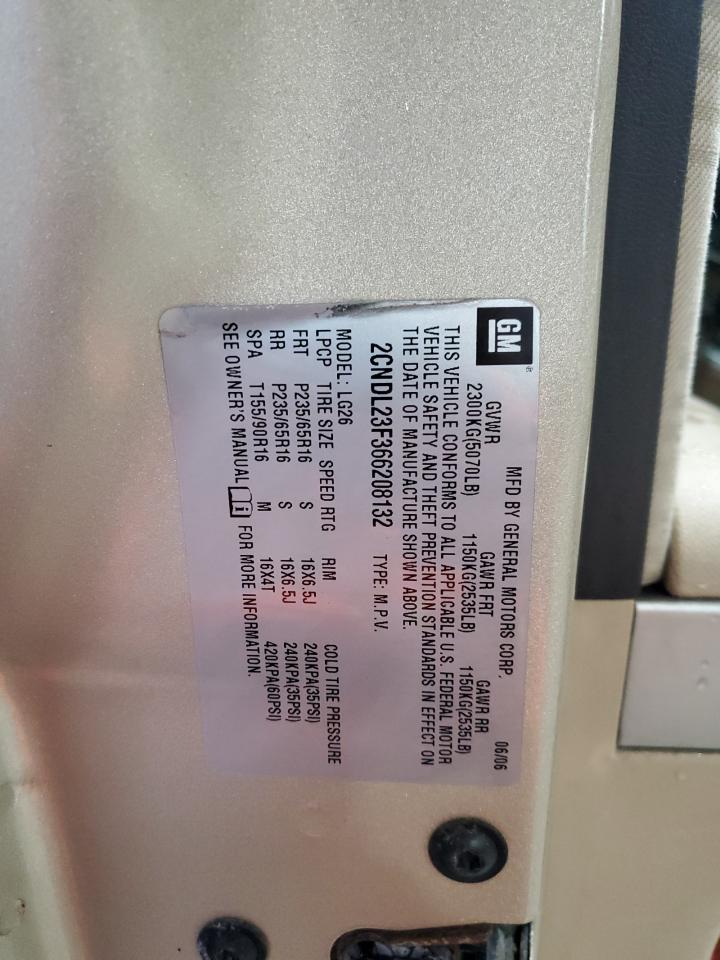 GM
MFD BY GENERAL MOTORS CORP. 06/06
GVWR GAWR FRT GAWR RR
2300KG(5070LB) 1150KG(2535LB) 1150KG(2535LB)
THIS VEHICLE CONFORMS TO ALL APPLICABLE U.S. FEDERAL MOTOR
VEHICLE SAFETY AND THEFT PREVENTION STANDARDS IN EFFECT ON
THE DATE OF MANUFACTURE SHOWN ABOVE.
2CNDL23F366208132 TYPE: M.P.V.
MODEL: LG26
LPCP TIRE SIZE SPEED RTG RIM COLD TIRE PRESSURE
FRT P235/65R16 S 16X6.5J 240KPA(35PSI)
RR P235/65R16 S 16X6.5J 240KPA(35PSI)
SPA T155/90R16 M 16X4T 420KPA(60PSI)
SEE OWNER'S MANUAL i FOR MORE INFORMATION.